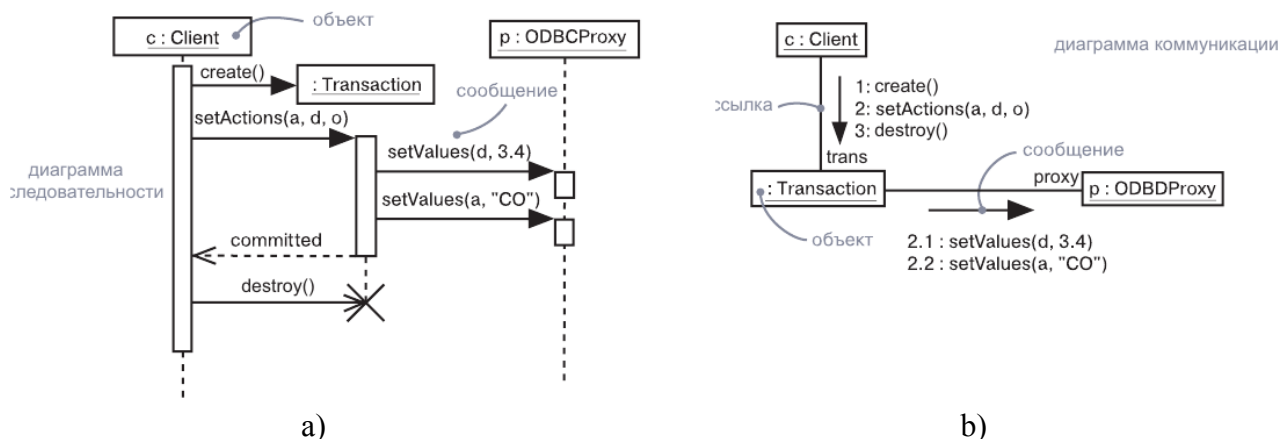 объект
c : Client
p : ODBCProxy
create()
: Transaction
сообщение
setActions(a, d, o)
setValues(d, 3.4)
диаграмма
следовательности
setValues(a, "CO")
committed
destroy()
a)
c : Client
диаграмма коммуникации
1: create()
ссылка
2: setActions(a, d, o)
3: destroy()
trans
сообщение
: Transaction
proxy
p : ODBDProxy
объект
2.1 : setValues(d, 3.4)
2.2 : setValues(a, "CO")
b)